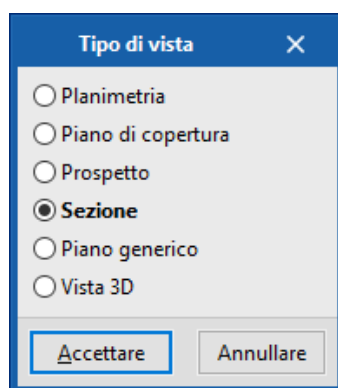 Tipo di vista
Planimetria
Piano di copertura
Prospetto
Sezione
Piano generico
Vista 3D
Accettare Annullare